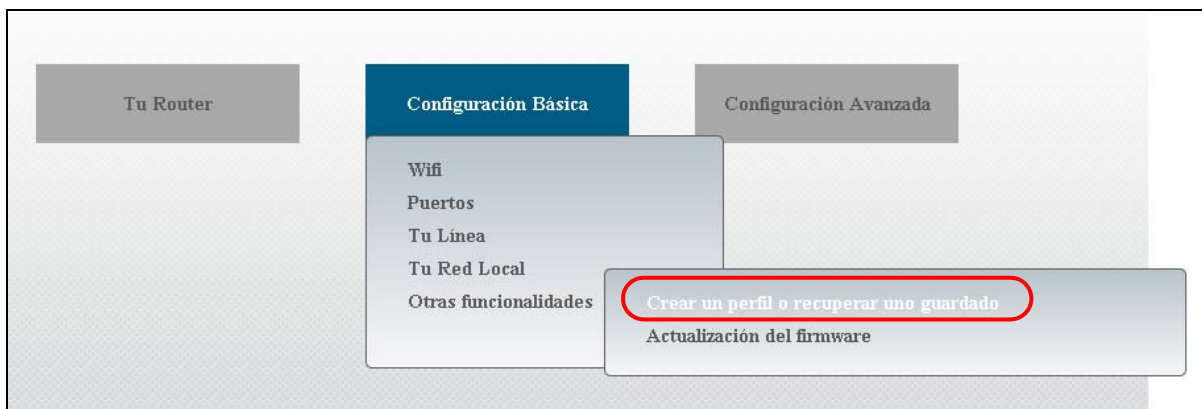 Tu Router
Configuración Básica
Configuración Avanzada
Wifi
Puertos
Tu Línea
Tu Red Local
Otras funcionalidades
Crear un perfil o recuperar uno guardado
Actualización del firmware